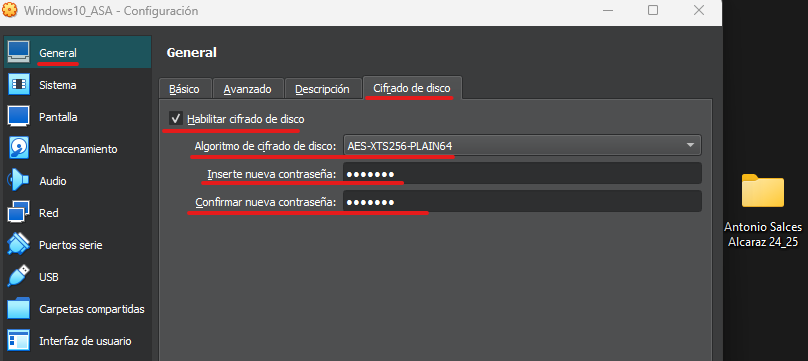 Windows10_ASA - Configuración
General
Sistema
Pantalla
Almacenamiento
Audio
Red
Puertos serie
USB
Carpetas compartidas
Interfaz de usuario
General
Básico Avanzado Descripción Cifrado de disco
Habilitar cifrado de disco
Algoritmo de cifrado de disco: AES-XTS256-PLAIN64
Inserte nueva contraseña: •••••••
Confirmar nueva contraseña: •••••••
Antonio Salces
Alcaraz 24_25